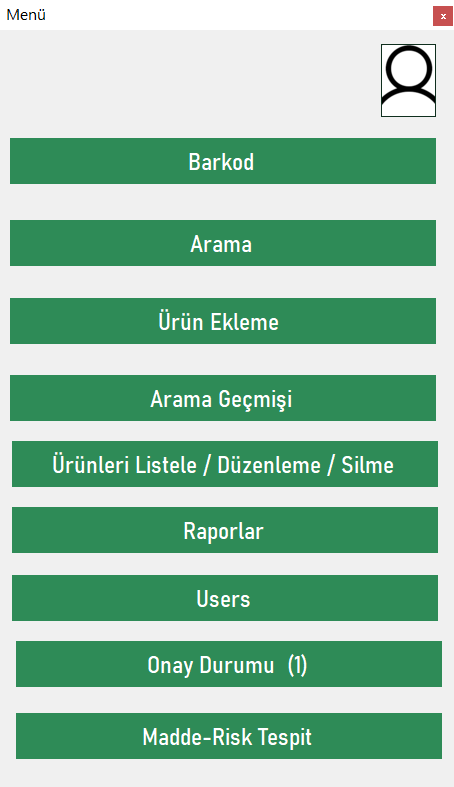 Menü
x
Barkod
Arama
Ürün Ekleme
Arama Geçmişi
Ürünleri Listele / Düzenleme / Silme
Raporlar
Users
Onay Durumu  (1)
Madde-Risk Tespit